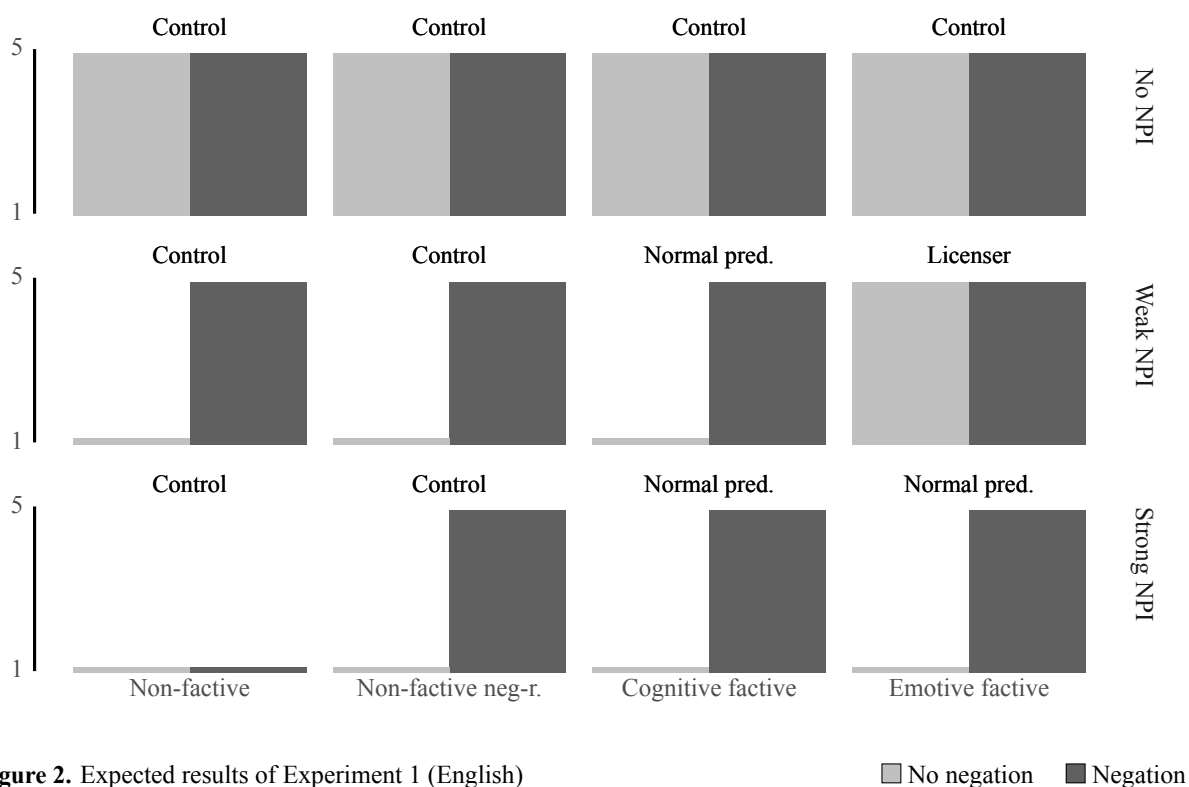 Control Control Control Control
5
No NPI
1
Control Control Normal pred. Licenser
5
Weak NPI
1
Control Control Normal pred. Normal pred.
5
Strong NPI
1
Non-factive Non-factive neg-r. Cognitive factive Emotive factive
gure 2. Expected results of Experiment 1 (English)
No negation Negation